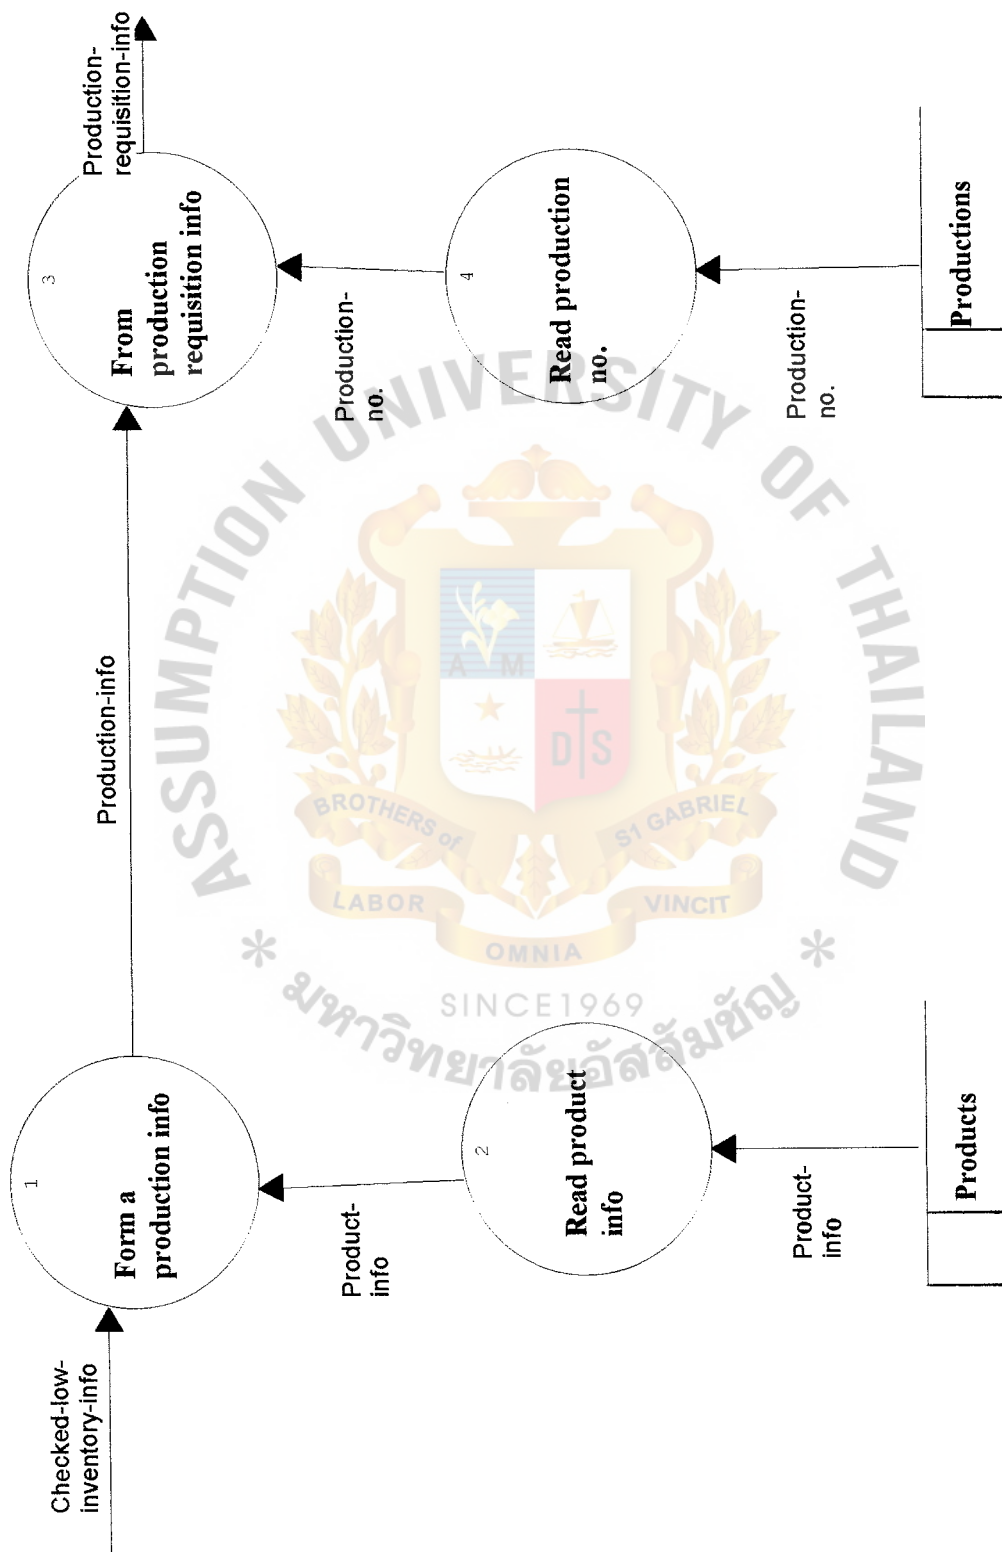 Checked-low-
inventory-info
1
Form a
production info
Production-info
3
From
production
requisition info
Production-
requisition-info
Product-
info
2
Read product
info
Product-
info
Products
Production-
no.
4
Read production
no.
Production-
no.
Productions
ASSUMPTION UNIVERSITY OF THAILAND
A M
D S
BROTHERS of
S1 GABRIEL
LABOR
OMNIA
VINCIT
SINCE1969
* มหาวิทยาลัยอัสสัมชัญ *